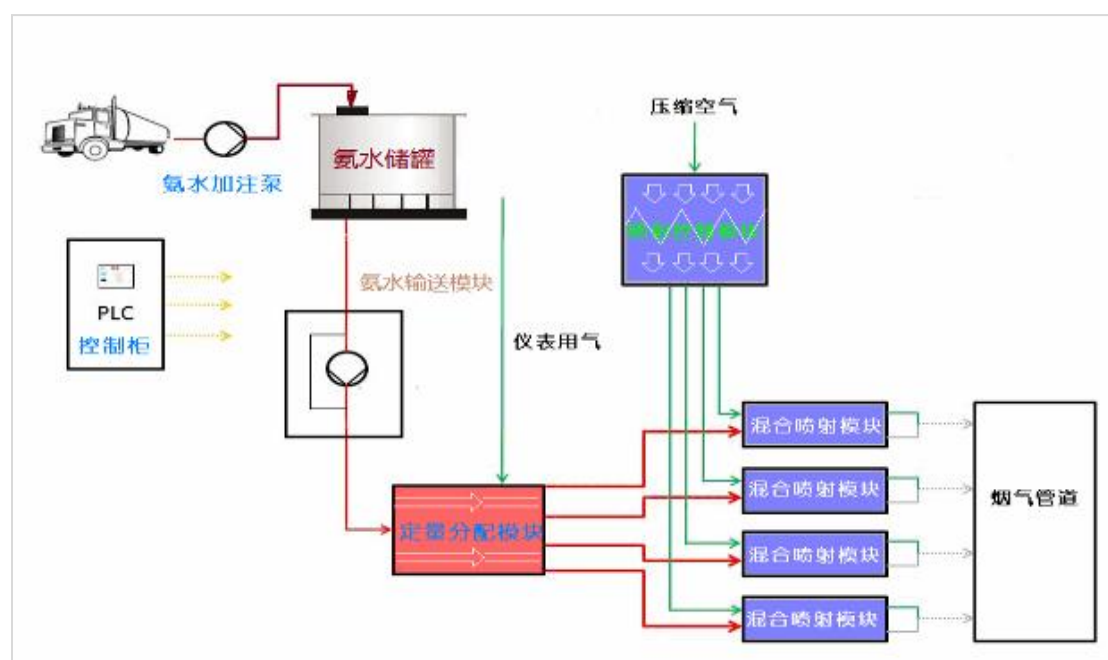 压缩空气
氨水储罐
氨水加注泵
氨水输送模块
PLC
控制柜
仪表用气
混合喷射模块
混合喷射模块
烟气管道
定量分配模块
混合喷射模块
混合喷射模块